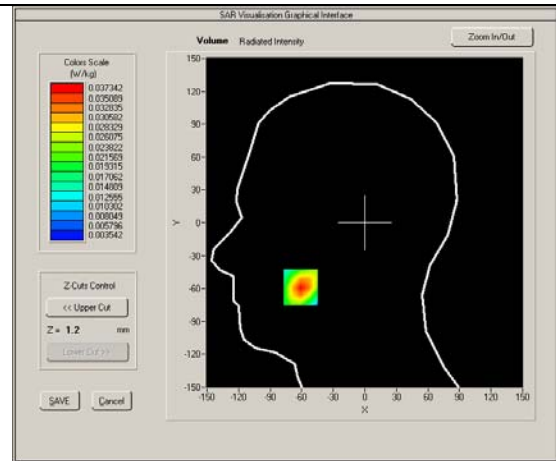 SAR Visualisation Graphical Interface
Volume Radiated Intensity
Zoom In/Out
Colors Scale
(W/kg)
0.037342
0.035089
0.032835
0.030582
0.028329
0.026075
0.023822
0.021569
0.019315
0.017062
0.014809
0.012555
0.010302
0.008049
0.005796
0.003542
Z-Cuts Control
<< Upper Cut
Z = 1.2 mm
Lower Cut >>
SAVE Cancel
150
120
90
60
30
0
-30
-60
-90
-120
-150
Y
-150 -120 -90 -60 -30 0 30 60 90 120 150
X